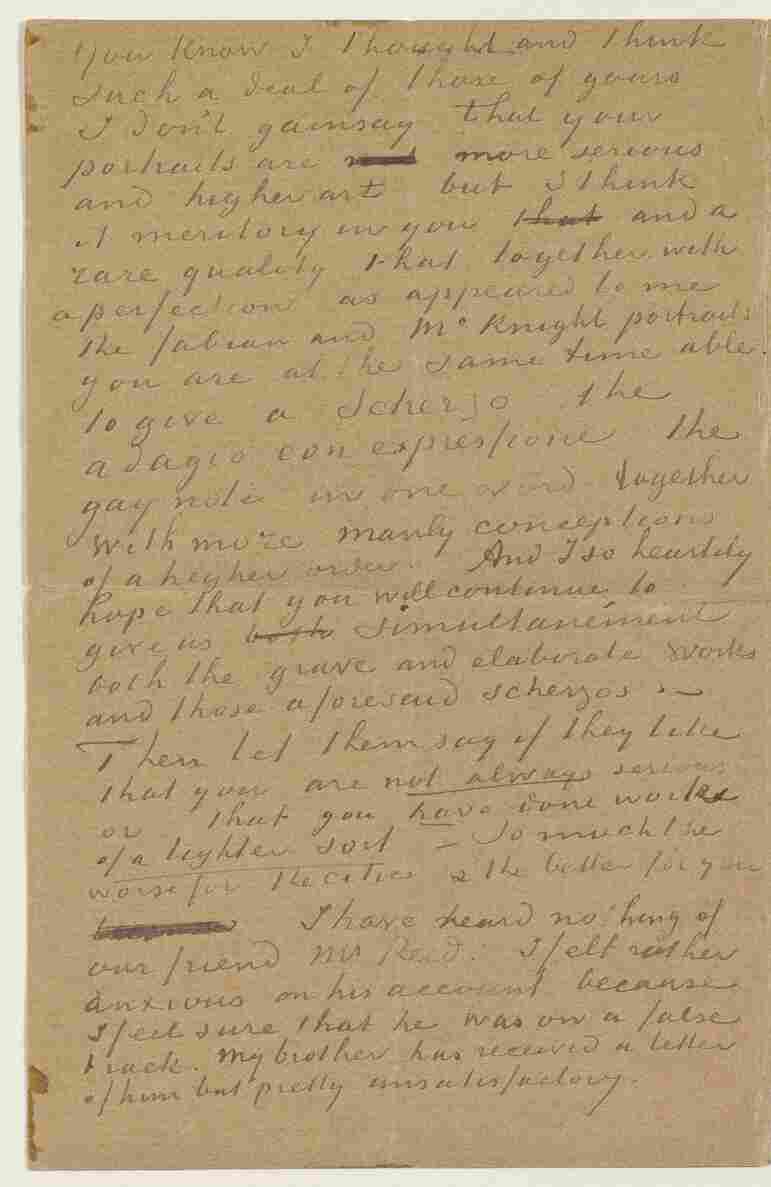 You know I thought and think
such a deal of those of yours
I don't gainsay that your
portraits are more serious
and higher art but I think
it meritory in you that and a
rare quality that together with
a perfection as appeared to me
the fabian and Mc Knight portraits
you are at the same time able
to give a Scherzo the
adagio con expressione the
gay note in one word together
with more manly conceptions
of a higher order. And I so heartily
hope that you will continue to
give us both simultanément
both the grave and elaborate works
and those aforesaid scherzos. —
Then let them say if they like
that you are not always serious
or that you have done works
of a lighter sort – So much the
worse for the critic & the better for you
I have heard nothing of
our friend Mr Reid. I felt rather
anxious on his account because
I feel sure that he was on a false
track. My brother has received a letter
of him but pretty unsatisfactory.